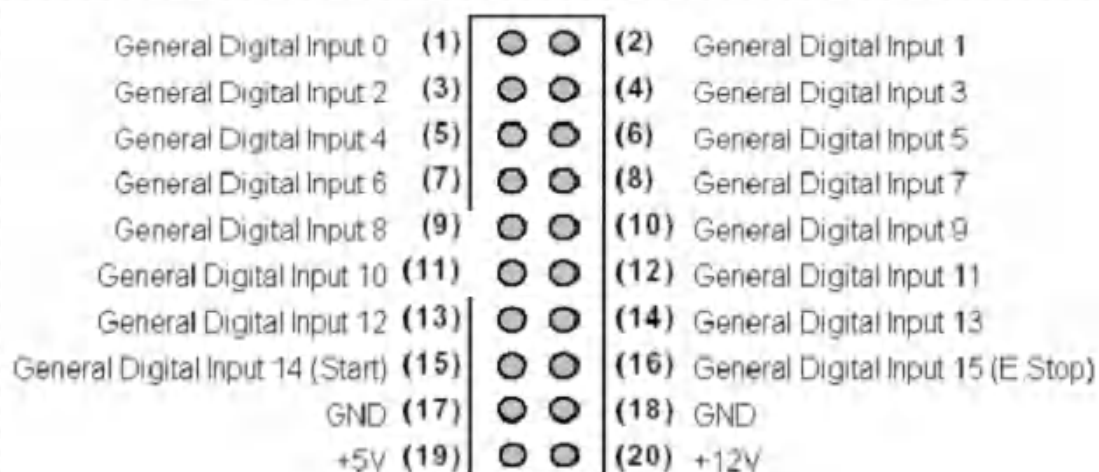 General Digital Input 0 (1) (2) General Digital Input 1
General Digital Input 2 (3) (4) General Digital Input 3
General Digital Input 4 (5) (6) General Digital Input 5
General Digital Input 6 (7) (8) General Digital Input 7
General Digital Input 8 (9) (10) General Digital Input 9
General Digital Input 10 (11) (12) General Digital Input 11
General Digital Input 12 (13) (14) General Digital Input 13
General Digital Input 14 (Start) (15) (16) General Digital Input 15 (E.Stop)
GND (17) (18) GND
+5V (19) (20) +12V